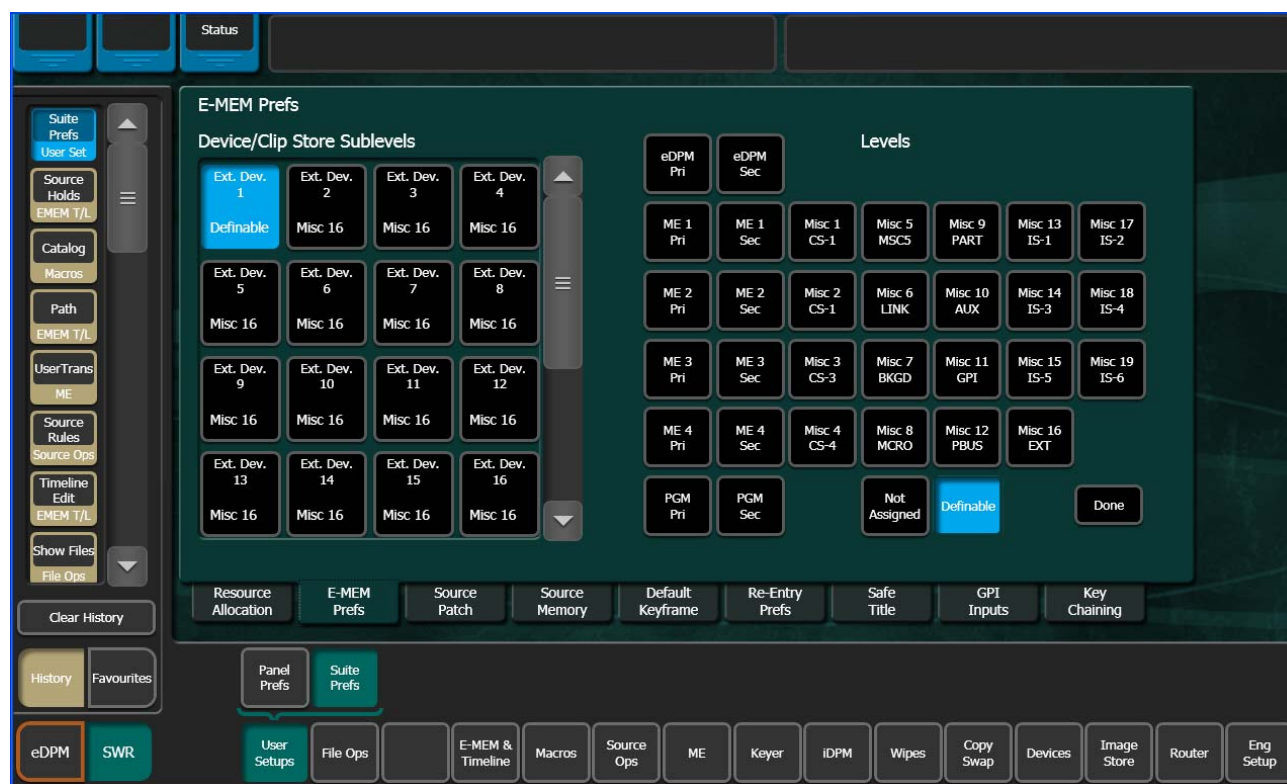 Status
E-MEM Prefs
Device/Clip Store Sublevels
Levels
Suite
Prefs
User Set
Source
Holds
EMEM T/L
Catalog
Macros
Path
EMEM T/L
UserTrans
ME
Source
Rules
Source Ops
Timeline
Edit
EMEM T/L
Show Files
File Ops
Clear History
History
Favourites
Ext. Dev.
1
Definable
Ext. Dev.
2
Misc 16
Ext. Dev.
3
Misc 16
Ext. Dev.
4
Misc 16
Ext. Dev.
5
Misc 16
Ext. Dev.
6
Misc 16
Ext. Dev.
7
Misc 16
Ext. Dev.
8
Misc 16
Ext. Dev.
9
Misc 16
Ext. Dev.
10
Misc 16
Ext. Dev.
11
Misc 16
Ext. Dev.
12
Misc 16
Ext. Dev.
13
Misc 16
Ext. Dev.
14
Misc 16
Ext. Dev.
15
Misc 16
Ext. Dev.
16
Misc 16
eDPM
Pri
eDPM
Sec
ME 1
Pri
ME 1
Sec
Misc 1
CS-1
Misc 5
MSC5
Misc 9
PART
Misc 13
IS-1
Misc 17
IS-2
ME 2
Pri
ME 2
Sec
Misc 2
CS-1
Misc 6
LINK
Misc 10
AUX
Misc 14
IS-3
Misc 18
IS-4
ME 3
Pri
ME 3
Sec
Misc 3
CS-3
Misc 7
BKGD
Misc 11
GPI
Misc 15
IS-5
Misc 19
IS-6
ME 4
Pri
ME 4
Sec
Misc 4
CS-4
Misc 8
MCRO
Misc 12
PBUS
Misc 16
EXT
PGM
Pri
PGM
Sec
Not
Assigned
Definable
Done
Resource
Allocation
E-MEM
Prefs
Source
Patch
Source
Memory
Default
Keyframe
Re-Entry
Prefs
Safe
Title
GPI
Inputs
Key
Chaining
Panel
Prefs
Suite
Prefs
eDPM
SWR
User
Setups
File Ops
E-MEM &
Timeline
Macros
Source
Ops
ME
Keyer
iDPM
Wipes
Copy
Swap
Devices
Image
Store
Router
Eng
Setup